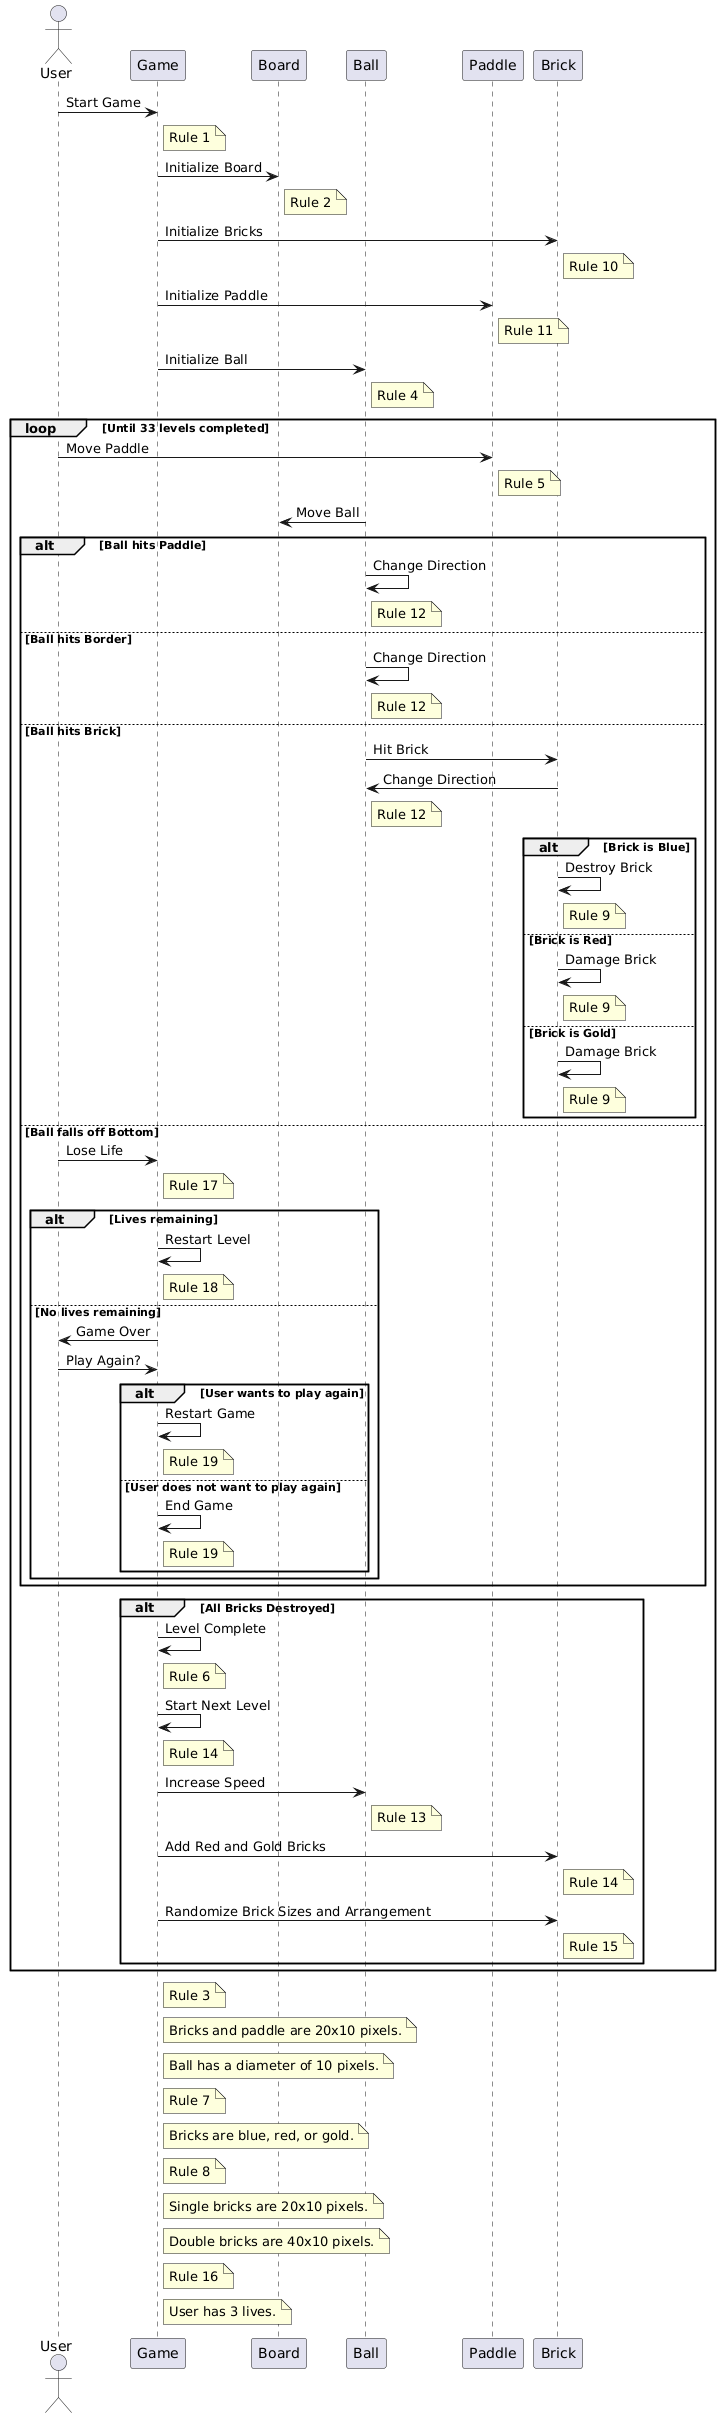 User
Game
Board
Ball
Paddle
Brick
Start Game
Rule 1
Initialize Board
Rule 2
Initialize Bricks
Rule 10
Initialize Paddle
Rule 11
Initialize Ball
Rule 4
loop [Until 33 levels completed]
Move Paddle
Rule 5
Move Ball
alt [Ball hits Paddle]
Change Direction
Rule 12
[Ball hits Border]
Change Direction
Rule 12
[Ball hits Brick]
Hit Brick
Change Direction
Rule 12
alt [Brick is Blue]
Destroy Brick
Rule 9
[Brick is Red]
Damage Brick
Rule 9
[Brick is Gold]
Damage Brick
Rule 9
[Ball falls off Bottom]
Lose Life
Rule 17
alt [Lives remaining]
Restart Level
Rule 18
[No lives remaining]
Game Over
Play Again?
alt [User wants to play again]
Restart Game
Rule 19
[User does not want to play again]
End Game
Rule 19
alt [All Bricks Destroyed]
Level Complete
Rule 6
Start Next Level
Rule 14
Increase Speed
Rule 13
Add Red and Gold Bricks
Rule 14
Randomize Brick Sizes and Arrangement
Rule 15
Rule 3
Bricks and paddle are 20x10 pixels.
Ball has a diameter of 10 pixels.
Rule 7
Bricks are blue, red, or gold.
Rule 8
Single bricks are 20x10 pixels.
Double bricks are 40x10 pixels.
Rule 16
User has 3 lives.
User
Game
Board
Ball
Paddle
Brick